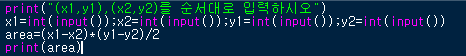 print("(x1,y1),(x2,y2)를 순서대로 입력하시오")
x1=int(input());x2=int(input());y1=int(input());y2=int(input())
area=(x1-x2)*(y1-y2)/2
print(area)